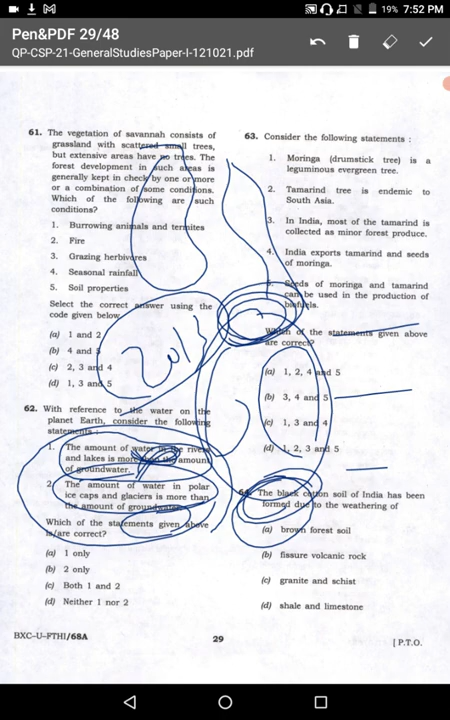 19% 7:52 PM
Pen&PDF 29/48
QP-CSP-21-GeneralStudiesPaper-I-121021.pdf
61. The vegetation of savannah consists of
grassland with scattered small trees,
but extensive areas have no trees. The
forest development in such areas is
generally kept in check by one or more
or a combination of some conditions.
Which of the following are such
conditions?
1. Burrowing animals and termites
2. Fire
3. Grazing herbivores
4. Seasonal rainfall
5. Soil properties
Select the correct answer using the
code given below
(a) 1 and 2
(b) 4 and
(c) 2, 3 and 4
(d) 1, 3 and 5
62. With reference to the water on the
planet Earth, consider the following
statements :
1. The amount of water in the rivers
and lakes is more than the amount
of groundwater.
2. The amount of water in polar
ice caps and glaciers is more than
the amount of groundwater.
Which of the statements given above
is/are correct?
(a) 1 only
(b) 2 only
(c) Both 1 and 2
(d) Neither 1 nor 2
63. Consider the following statements :
1. Moringa (drumstick tree) is a
leguminous evergreen tree.
2. Tamarind tree is endemic to
South Asia.
3. In India, most of the tamarind is
collected as minor forest produce.
4. India exports tamarind and seeds
of moringa.
5. Seeds of moringa and tamarind
can be used in the production of
biofuels.
Which of the statements given above
are correct?
(a) 1, 2, 4 and 5
(b) 3, 4 and 5
(c) 1, 3 and 4
(d) 1, 2, 3 and 5
64. The black cotton soil of India has been
formed due to the weathering of
(a) brown forest soil
(b) fissure volcanic rock
(c) granite and schist
(d) shale and limestone
BXC-U-FTHI/68A
29
[ P.T.O.